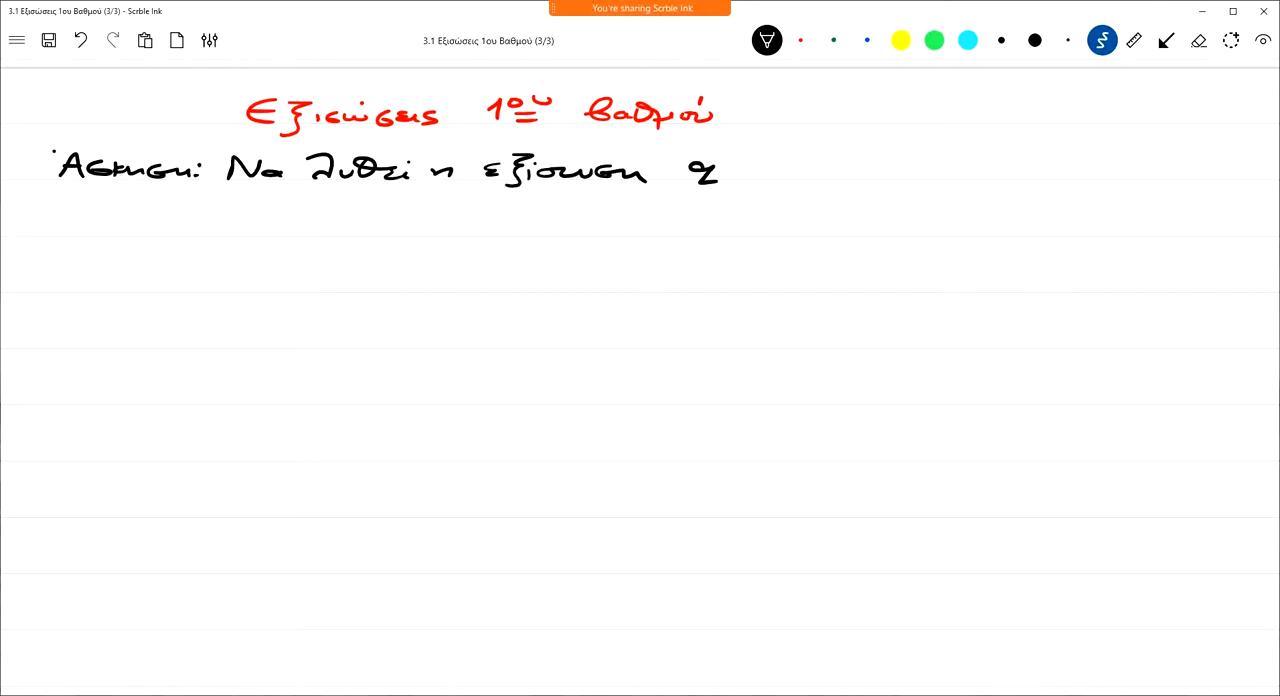 3.1 Εξισώσεις 1ου Βαθμού (3/3) - Scrble Ink
You're sharing Scrble Ink
3.1 Εξισώσεις 1ου Βαθμού (3/3)
Εξισώσεις 1ου βαθμού
Άσκηση: Να λυθεί η εξίσωση